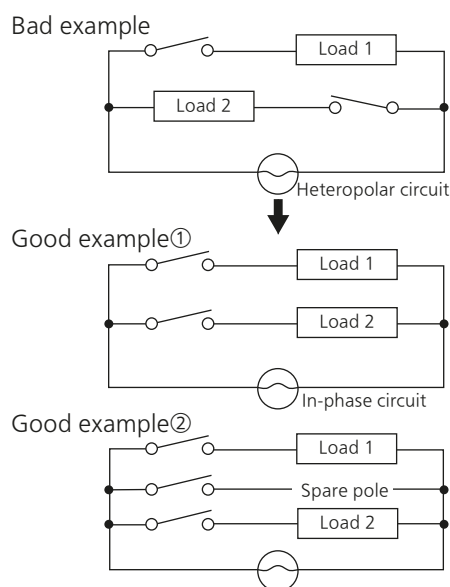 Bad example
Load 1
Load 2
Heteropolar circuit
Good example①
Load 1
Load 2
In-phase circuit
Good example②
Load 1
Spare pole
Load 2